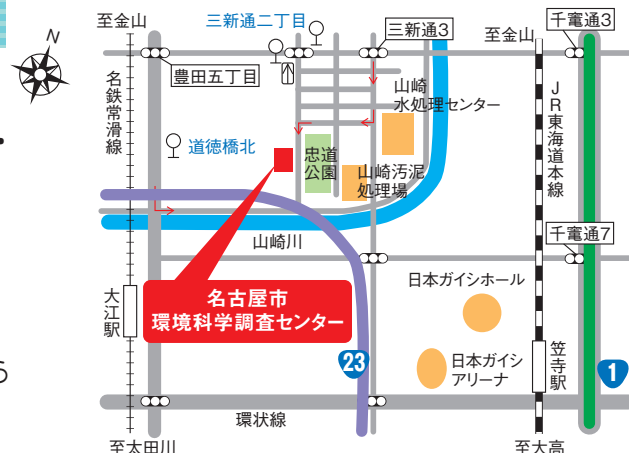 N
至金山
三新通二丁目
三新通3
至金山
千竃通3
豊田五丁目
名鉄常滑線
道徳橋北
忠道
公園
山崎
水処理センター
山崎汚泥
処理場
JR東海道本線
千竃通7
山崎川
名古屋市
環境科学調査センター
大江駅
日本ガイシホール
日本ガイシ
アリーナ
笠寺駅
23
1
環状線
至太田川
至大高
ら